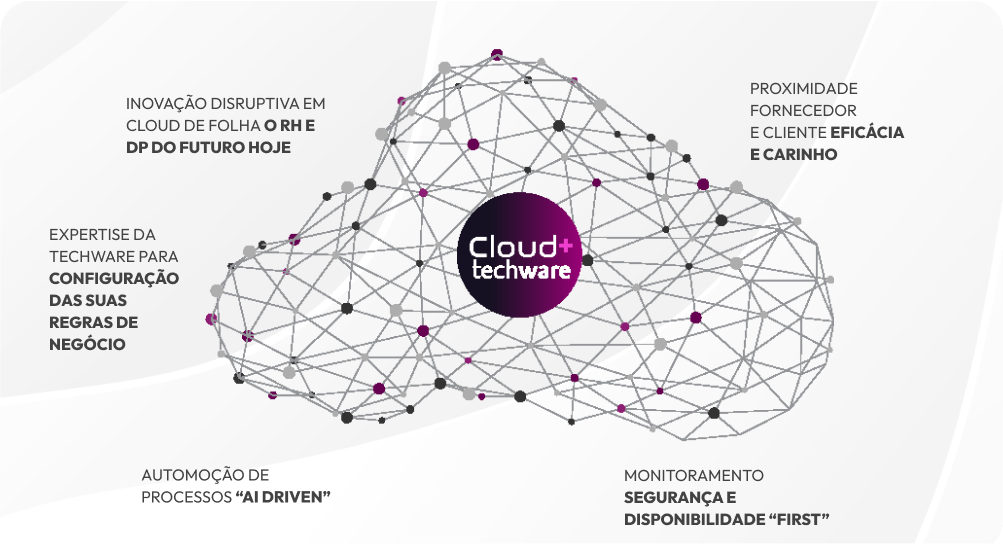 INOVAÇÃO DISRUPTIVA EM
CLOUD DE FOLHA O RH E
DP DO FUTURO HOJE
PROXIMIDADE
FORNECEDOR
E CLIENTE EFICÁCIA
E CARINHO
EXPERTISE DA
TECHWARE PARA
CONFIGURAÇÃO
DAS SUAS
REGRAS DE
NEGÓCIO
Cloud+
techware
AUTOMOÇÃO DE
PROCESSOS “AI DRIVEN”
MONITORAMENTO
SEGURANÇA E
DISPONIBILIDADE “FIRST”